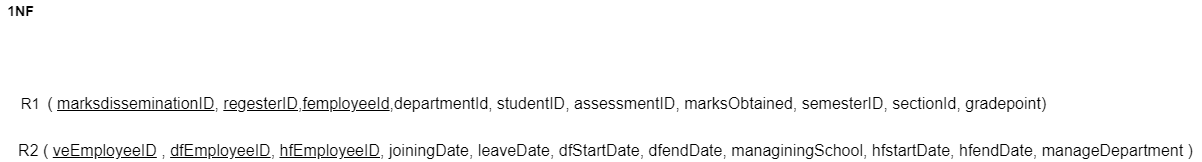 1NF
R1 ( marksdisseminationID, regesterID,femployeeId,departmentId, studentID, assessmentID, marksObtained, semesterID, sectionId, gradepoint)
R2 ( veEmployeeID , dfEmployeeID, hfEmployeeID, joiningDate, leaveDate, dfStartDate, dfendDate, managiningSchool, hfstartDate, hfendDate, manageDepartment )